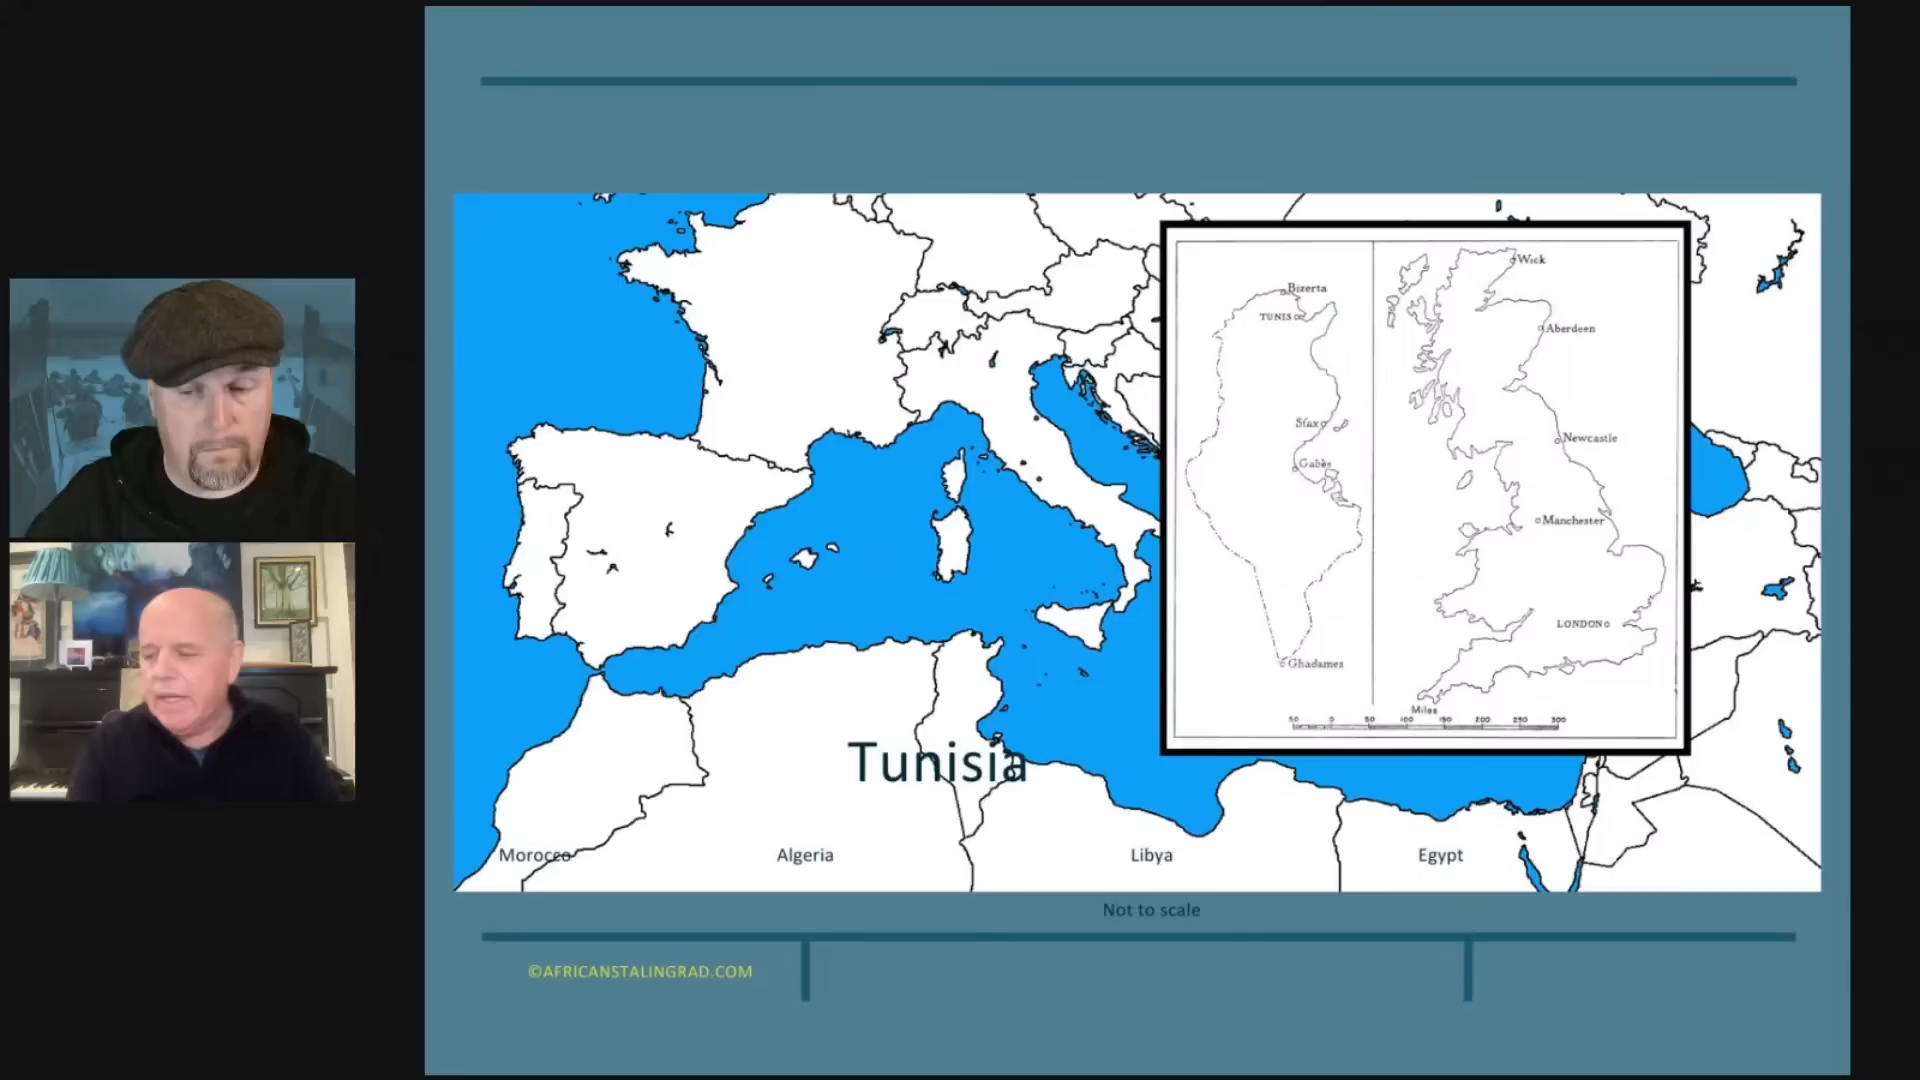 Wick
Bizerta
TUNIS
Aberdeen
Sfax
Newcastle
Gabès
Manchester
LONDON
Ghadames
Miles
50 0 50 100 150 200 250 300
Tunisia
Morocco
Algeria
Libya
Egypt
Not to scale
©AFRICANSTALINGRAD.COM